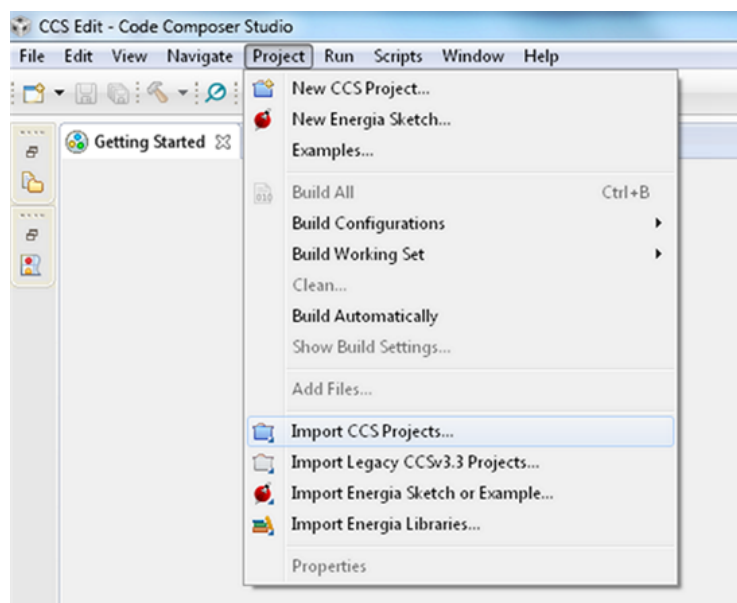 CCS Edit - Code Composer Studio
File Edit View Navigate Project Run Scripts Window Help
New CCS Project...
New Energia Sketch...
Getting Started
Examples...
Build All Ctrl+B
Build Configurations
Build Working Set
Clean...
Build Automatically
Show Build Settings...
Add Files...
Import CCS Projects...
Import Legacy CCSv3.3 Projects...
Import Energia Sketch or Example...
Import Energia Libraries...
Properties